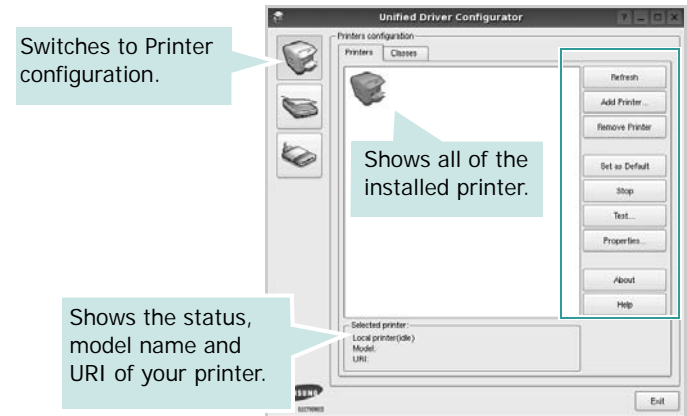 Unified Driver Configurator
Switches to Printer
configuration.
Printers configuration
Printers
Classes
Refresh
Add Printer...
Remove Printer
Shows all of the
installed printer.
Set as Default
Stop
Test...
Properties...
About
Help
Shows the status,
model name and
URI of your printer.
Selected printer:
Local printer(idle)
Model:
URI:
Exit